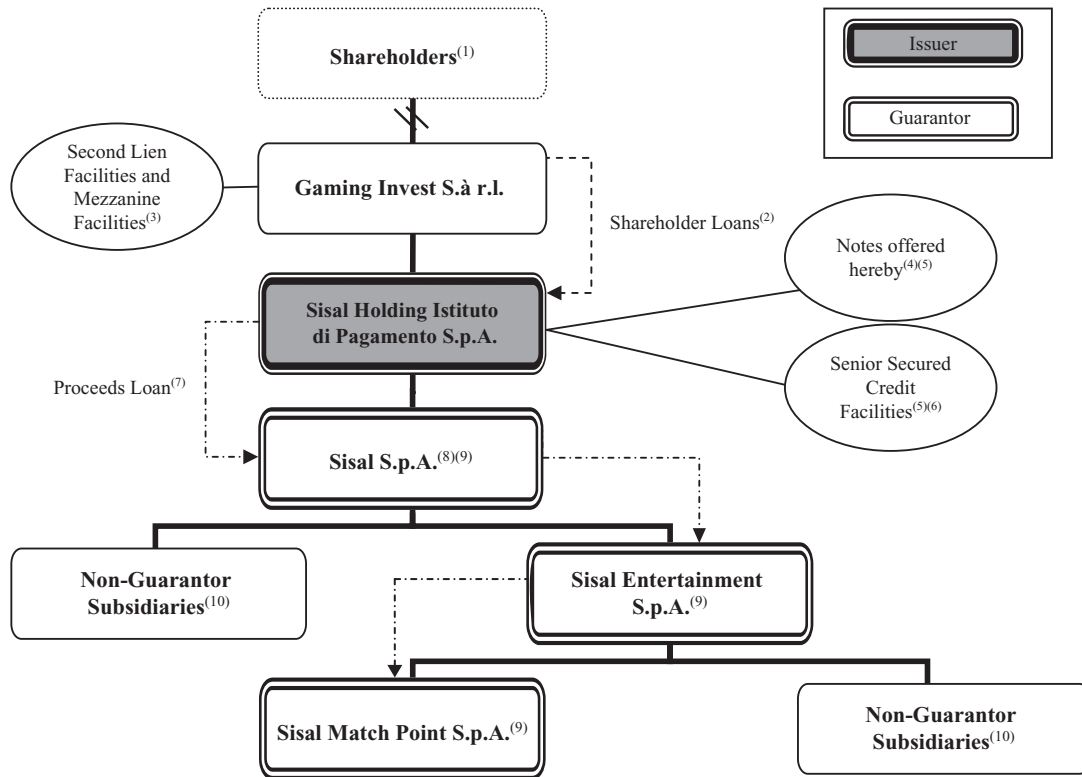 Shareholders(1)
Issuer
Guarantor
Second Lien
Facilities and
Mezzanine
Facilities(3)
Gaming Invest S.à r.l.
Shareholder Loans(2)
Notes offered
hereby(4)(5)
Sisal Holding Istituto
di Pagamento S.p.A.
Senior Secured
Credit
Facilities(5)(6)
Proceeds Loan(7)
Sisal S.p.A.(8)(9)
Non-Guarantor
Subsidiaries(10)
Sisal Entertainment
S.p.A.(9)
Sisal Match Point S.p.A.(9)
Non-Guarantor
Subsidiaries(10)